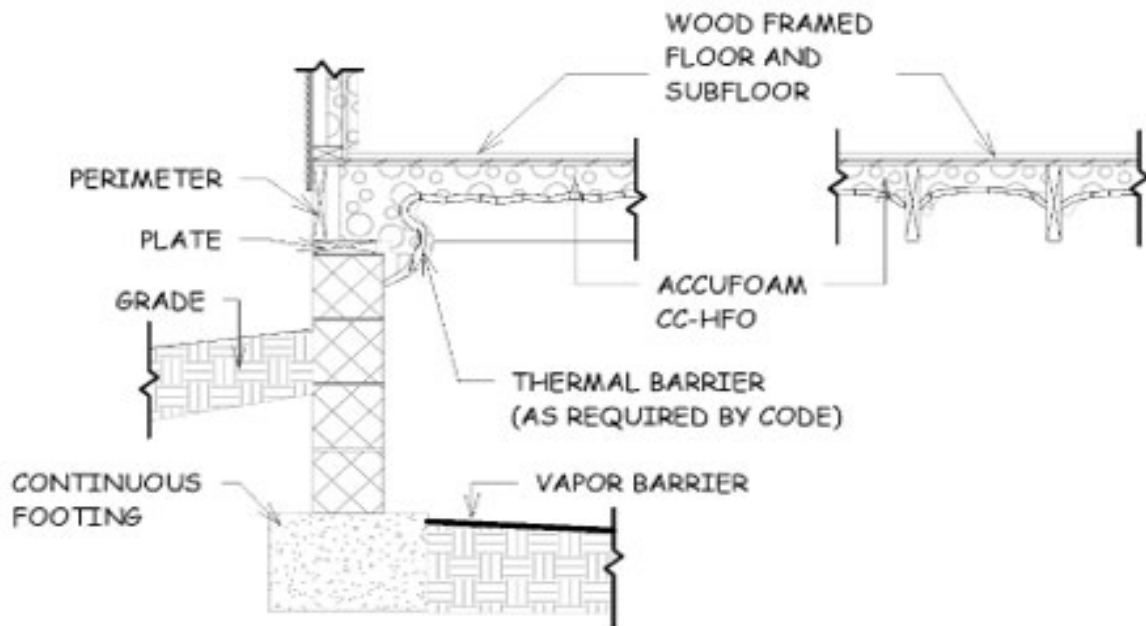 WOOD FRAMED
FLOOR AND
SUBFLOOR
PERIMETER
PLATE
GRADE
ACCUFOAM
CC-HFO
THERMAL BARRIER
(AS REQUIRED BY CODE)
CONTINUOUS
FOOTING
VAPOR BARRIER